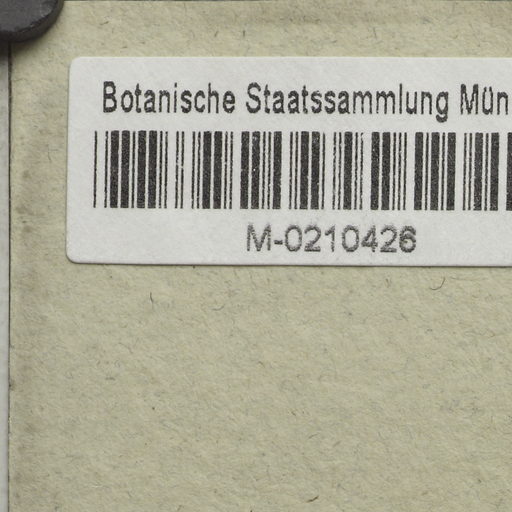 Botanische Staatssammlung Mün
M-0210426